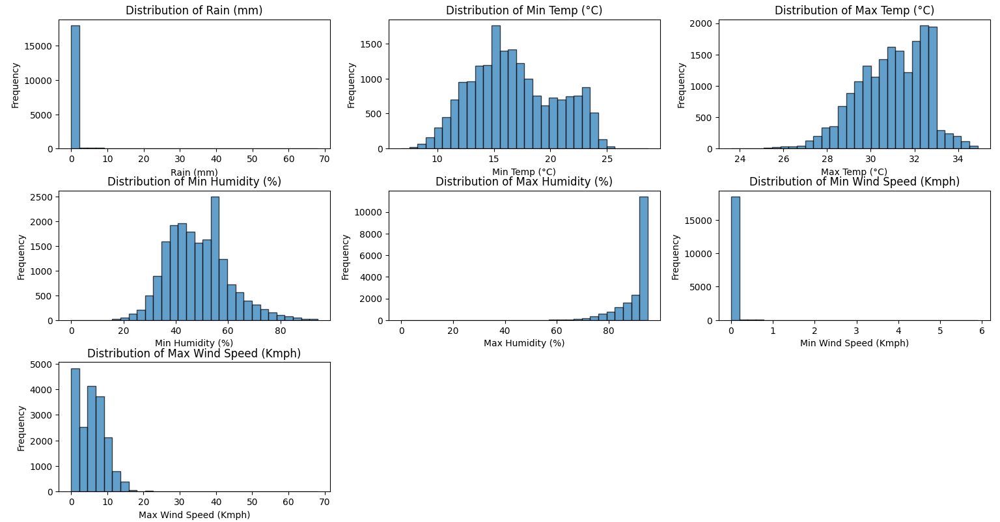 Distribution of Rain (mm)
Frequency
15000
10000
5000
0
0 10 20 30 40 50 60 70
Rain (mm)
Distribution of Min Temp (°C)
Frequency
1500
1000
500
0
10 15 20 25
Min Temp (°C)
Distribution of Max Temp (°C)
Frequency
2000
1500
1000
500
0
24 26 28 30 32 34
Max Temp (°C)
Distribution of Min Humidity (%)
Frequency
2500
2000
1500
1000
500
0
0 20 40 60 80
Min Humidity (%)
Distribution of Max Humidity (%)
Frequency
10000
8000
6000
4000
2000
0
0 20 40 60 80
Max Humidity (%)
Distribution of Min Wind Speed (Kmph)
Frequency
15000
10000
5000
0
0 1 2 3 4 5 6
Min Wind Speed (Kmph)
Distribution of Max Wind Speed (Kmph)
Frequency
5000
4000
3000
2000
1000
0
0 10 20 30 40 50 60 70
Max Wind Speed (Kmph)